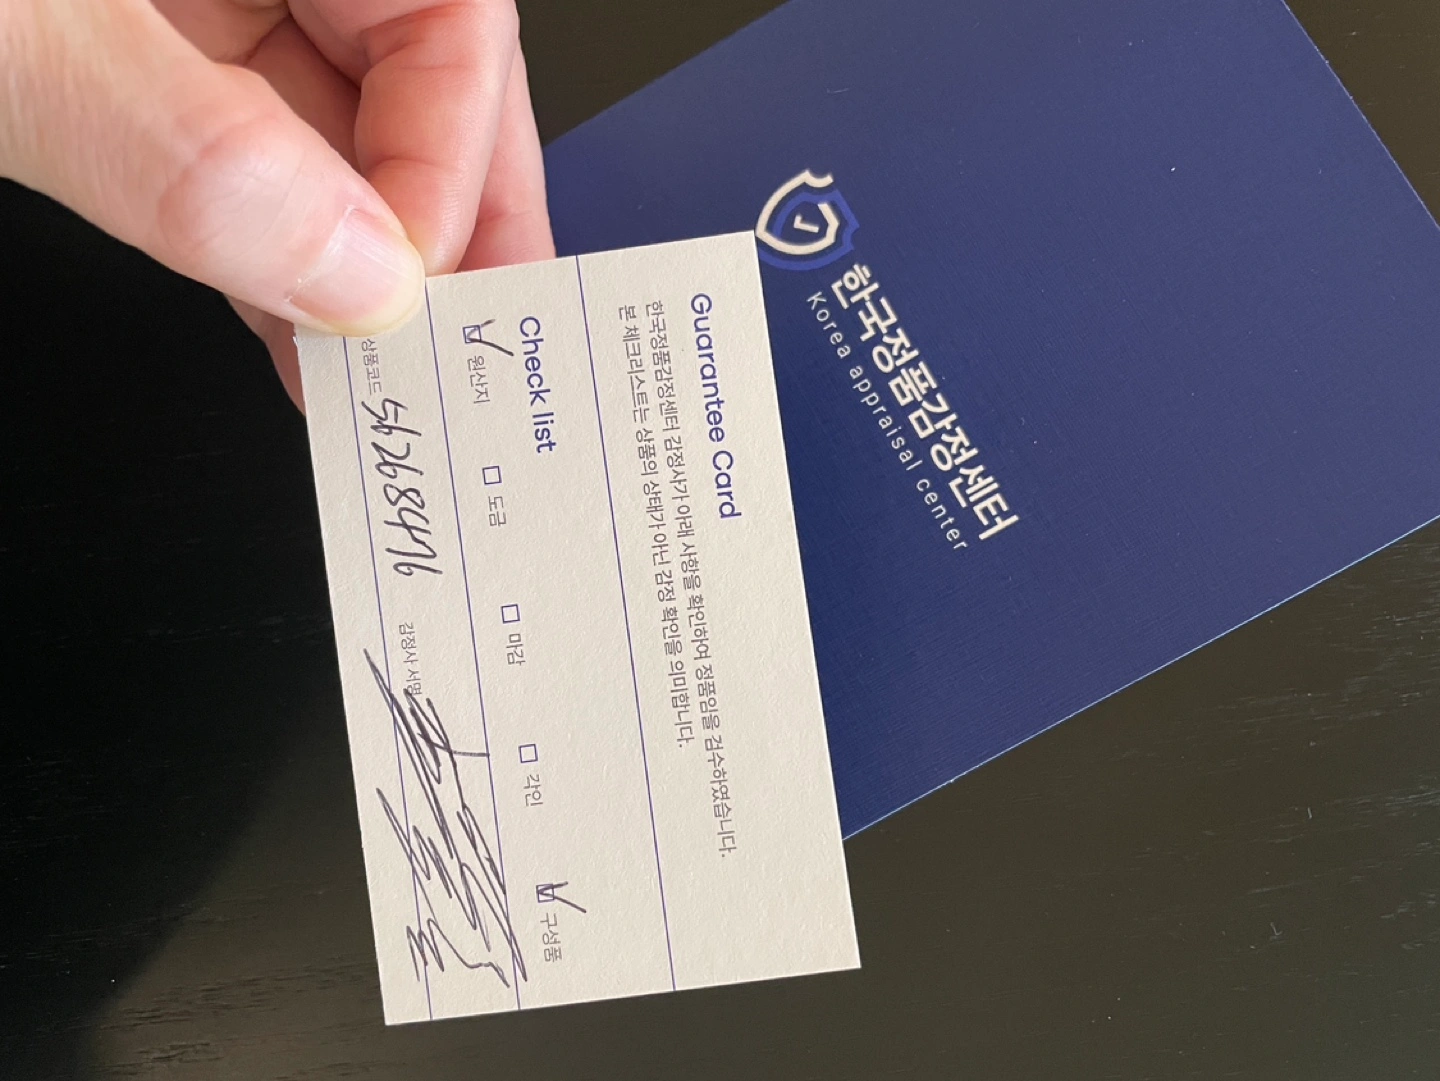 Guarantee Card
한국정품감정센터 감정사가 아래 사항을 확인하여 정품임을 검수하였습니다.
본 체크리스트는 상품의 상태가 아닌 감정 확인을 의미합니다.
Check list
원산지 도금 마감 각인 구성품
상품코드 56268476 감정사 서명
한국정품감정센터
Korea appraisal center